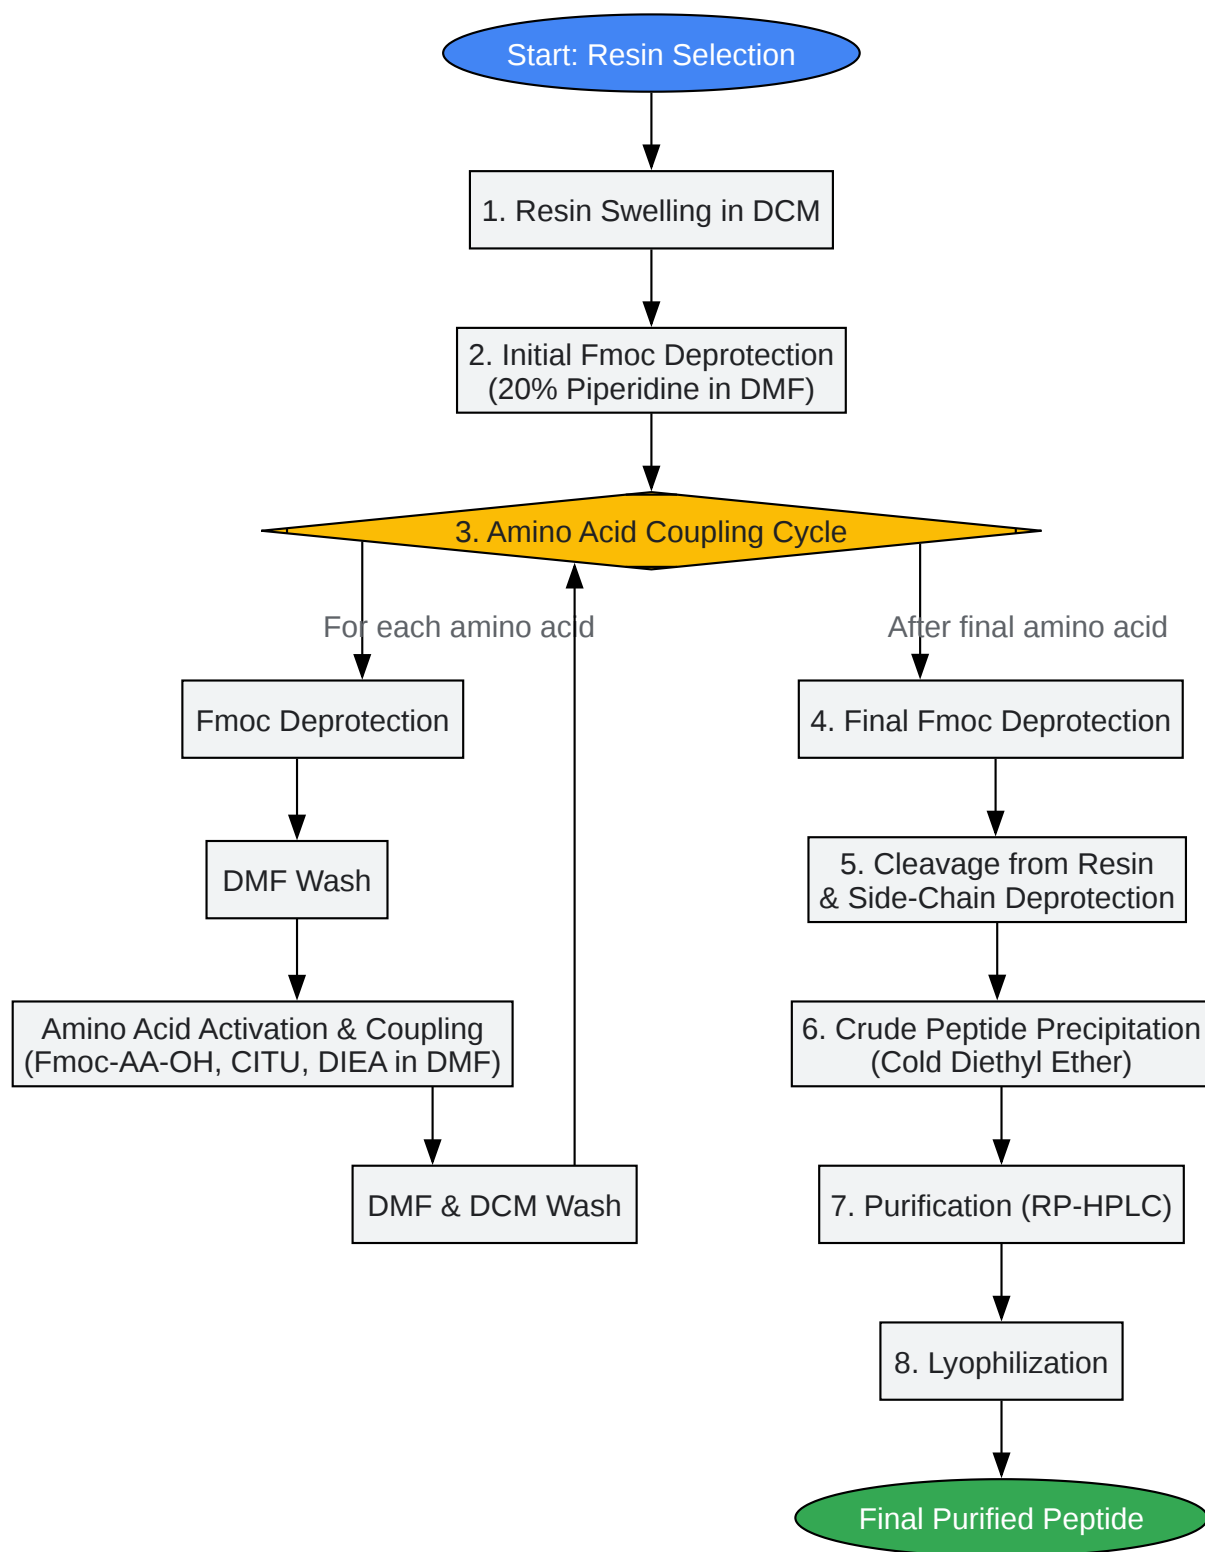 Start: Resin Selection
1. Resin Swelling in DCM
2. Initial Fmoc Deprotection
(20% Piperidine in DMF)
3. Amino Acid Coupling Cycle
For each amino acid
Fmoc Deprotection
DMF Wash
Amino Acid Activation & Coupling
(Fmoc-AA-OH, CITU, DIEA in DMF)
DMF & DCM Wash
After final amino acid
4. Final Fmoc Deprotection
5. Cleavage from Resin
& Side-Chain Deprotection
6. Crude Peptide Precipitation
(Cold Diethyl Ether)
7. Purification (RP-HPLC)
8. Lyophilization
Final Purified Peptide